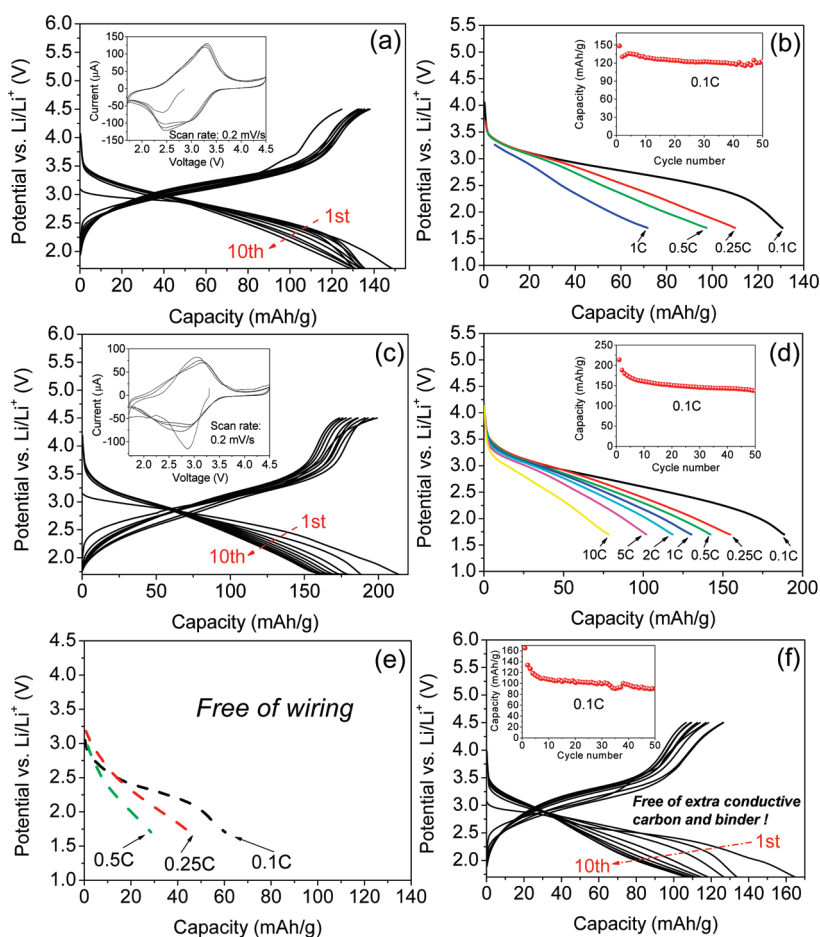 (a)
Potential vs. Li/Li⁺ (V)
6.0
5.5
5.0
4.5
4.0
3.5
3.0
2.5
2.0
0 20 40 60 80 100 120 140
Capacity (mAh/g)
1st
10th
Current (µA)
150
100
50
0
-50
-100
-150
2.0 2.5 3.0 3.5 4.0 4.5
Scan rate: 0.2 mV/s
Voltage (V)
(b)
Potential vs. Li/Li⁺ (V)
5.5
5.0
4.5
4.0
3.5
3.0
2.5
2.0
1.5
1.0
0 20 40 60 80 100 120 140
Capacity (mAh/g)
1C 0.5C 0.25C 0.1C
Capacity (mAh/g)
180
150
120
90
60
30
0
0 10 20 30 40 50
0.1C
Cycle number
(c)
Potential vs. Li/Li⁺ (V)
6.0
5.5
5.0
4.5
4.0
3.5
3.0
2.5
2.0
0 50 100 150 200
Capacity (mAh/g)
1st
10th
Current (µA)
100
50
0
-50
-100
2.0 2.5 3.0 3.5 4.0 4.5
Scan rate:
0.2 mV/s
Voltage (V)
(d)
Potential vs. Li/Li⁺ (V)
5.5
5.0
4.5
4.0
3.5
3.0
2.5
2.0
1.5
1.0
0 50 100 150 200
Capacity (mAh/g)
10C 5C 2C 1C 0.5C 0.25C 0.1C
Capacity (mAh/g)
250
200
150
100
50
0
0 10 20 30 40 50
0.1C
Cycle number
(e)
Free of wiring
Potential vs. Li/Li⁺ (V)
4.5
4.0
3.5
3.0
2.5
2.0
1.5
1.0
0 20 40 60 80 100 120 140
Capacity (mAh/g)
0.5C 0.25C 0.1C
(f)
Potential vs. Li/Li⁺ (V)
6.0
5.5
5.0
4.5
4.0
3.5
3.0
2.5
2.0
0 20 40 60 80 100 120 140 160
Capacity (mAh/g)
Free of extra conductive
carbon and binder !
1st
10th
Capacity (mAh/g)
160
140
120
100
80
60
40
20
0
0 10 20 30 40 50
0.1C
Cycle number